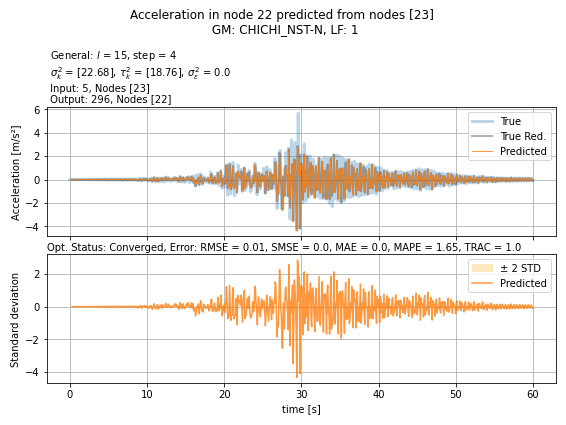 Acceleration in node 22 predicted from nodes [23]
GM: CHICHI_NST-N, LF: 1
General: l = 15, step = 4
σ²ₖ = [22.68], τ²ₖ = [18.76], σ²ε = 0.0
Input: 5, Nodes [23]
Output: 296, Nodes [22]
Acceleration [m/s²]
6
4
2
0
−2
−4
True
True Red.
Predicted
Opt. Status: Converged, Error: RMSE = 0.01, SMSE = 0.0, MAE = 0.0, MAPE = 1.65, TRAC = 1.0
Standard deviation
2
0
−2
−4
± 2 STD
Predicted
0 10 20 30 40 50 60
time [s]